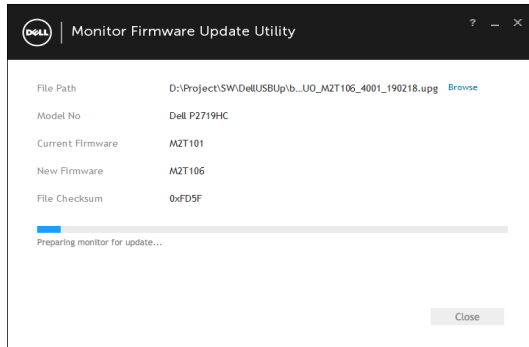 DELL Monitor Firmware Update Utility ? _ X
File Path D:\Project\SW\DellUSBUp\b...UO_M2T106_4001_190218.upg Browse
Model No Dell P2719HC
Current Firmware M2T101
New Firmware M2T106
File Checksum 0xFD5F
Preparing monitor for update...
Close